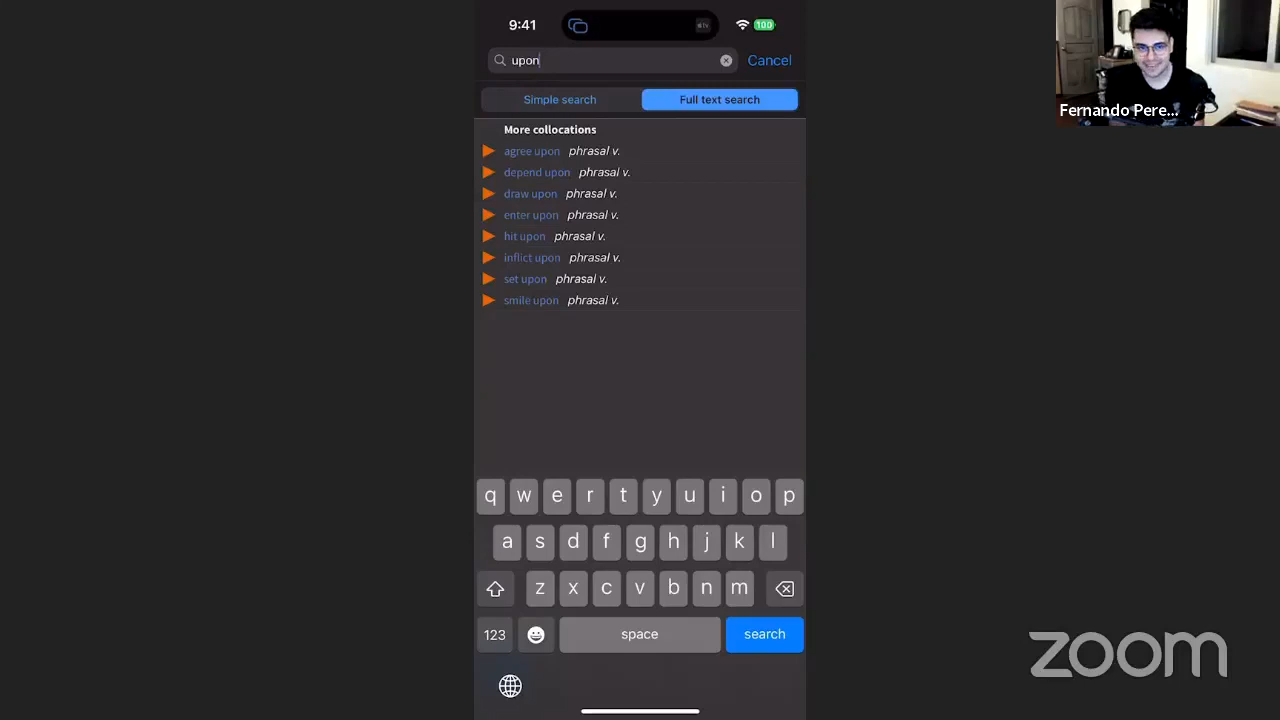 9:41
tv
100
upon
Cancel
Simple search
Full text search
More collocations
agree upon phrasal v.
depend upon phrasal v.
draw upon phrasal v.
enter upon phrasal v.
hit upon phrasal v.
inflict upon phrasal v.
set upon phrasal v.
smile upon phrasal v.
q w e r t y u i o p
a s d f g h j k l
z x c v b n m
123
space
search
Fernando Pere...
zoom